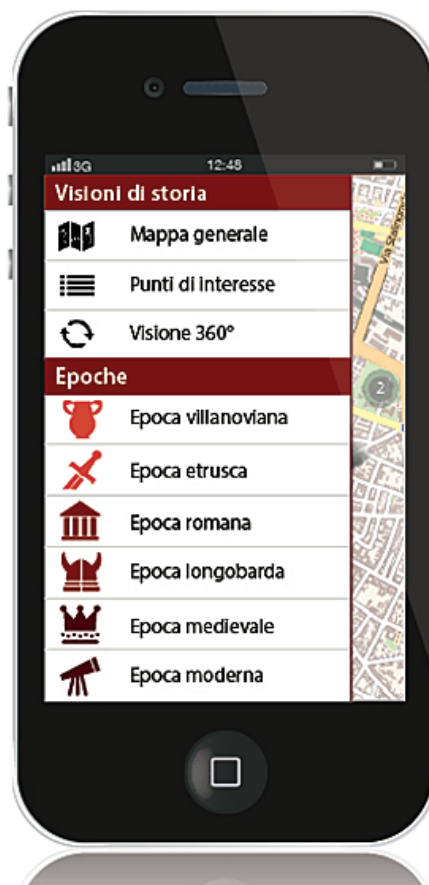 3G
12:48
Visioni di storia
Mappa generale
Punti di interesse
Visione 360°
Epoche
Epoca villanoviana
Epoca etrusca
Epoca romana
Epoca longobarda
Epoca medievale
Epoca moderna
Via Stalingrado
2